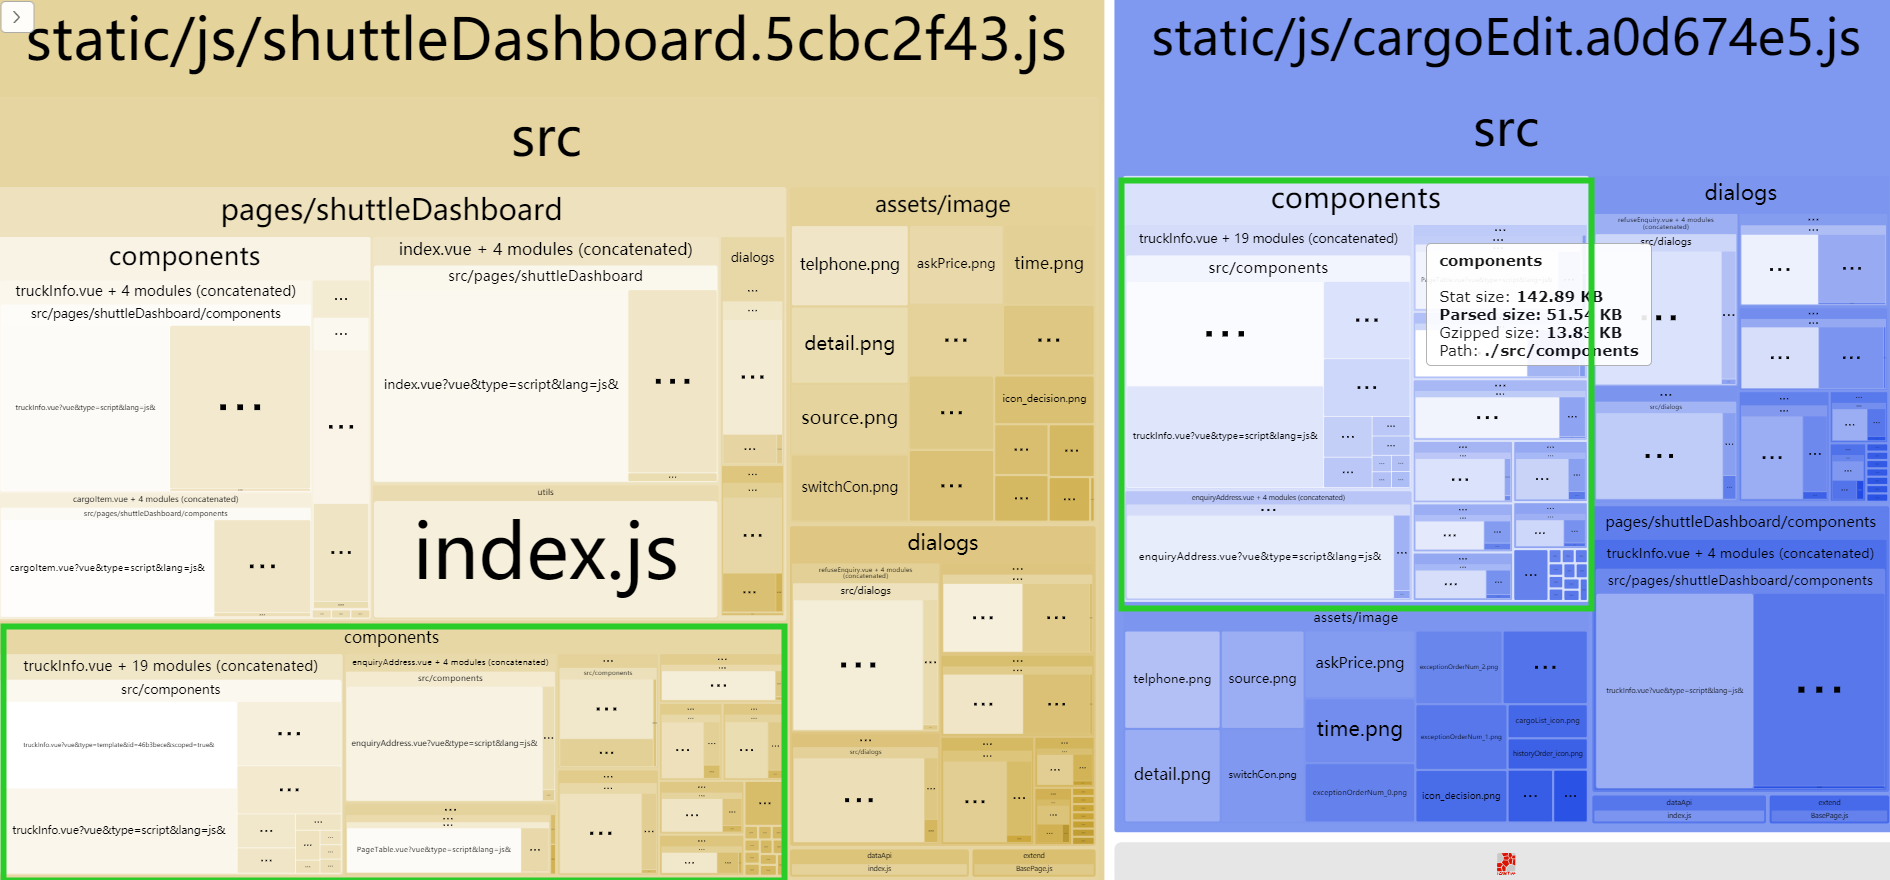 static/js/shuttleDashboard.5cbc2f43.js
src
pages/shuttleDashboard
components
truckInfo.vue + 4 modules (concatenated)
src/pages/shuttleDashboard/components
truckInfo.vue?vue&type=script&lang=js&
...
cargoItem.vue + 4 modules (concatenated)
src/pages/shuttleDashboard/components
cargoItem.vue?vue&type=script&lang=js&
...
index.vue + 4 modules (concatenated)
src/pages/shuttleDashboard
index.vue?vue&type=script&lang=js&
...
utils
index.js
dialogs
assets/image
telphone.png
askPrice.png
time.png
detail.png
source.png
icon_decision.png
switchCon.png
dialogs
refuseEnquiry.vue + 4 modules
(concatenated)
src/dialogs
...
src/dialogs
...
dataApi
index.js
extend
BasePage.js
components
truckInfo.vue + 19 modules (concatenated)
src/components
truckInfo.vue?vue&type=template&id=46b3bece&scoped=true&
truckInfo.vue?vue&type=script&lang=js&
enquiryAddress.vue + 4 modules (concatenated)
src/components
enquiryAddress.vue?vue&type=script&lang=js&
PageTable.vue?vue&type=script&lang=js&
src/components
static/js/cargoEdit.a0d674e5.js
src
components
truckInfo.vue + 19 modules (concatenated)
src/components
...
truckInfo.vue?vue&type=script&lang=js&
enquiryAddress.vue + 4 modules (concatenated)
...
enquiryAddress.vue?vue&type=script&lang=js&
components
Stat size: 142.89 KB
Parsed size: 51.54 KB
Gzipped size: 13.83 KB
Path: ./src/components
dialogs
refuseEnquiry.vue + 4 modules
(concatenated)
src/dialogs
...
src/dialogs
...
pages/shuttleDashboard/components
truckInfo.vue + 4 modules (concatenated)
src/pages/shuttleDashboard/components
truckInfo.vue?vue&type=script&lang=js&
...
assets/image
telphone.png
source.png
askPrice.png
exceptionOrderNum_2.png
...
time.png
exceptionOrderNum_1.png
cargoList_icon.png
historyOrder_icon.png
detail.png
switchCon.png
exceptionOrderNum_0.png
icon_decision.png
dataApi
index.js
extend
BasePage.js